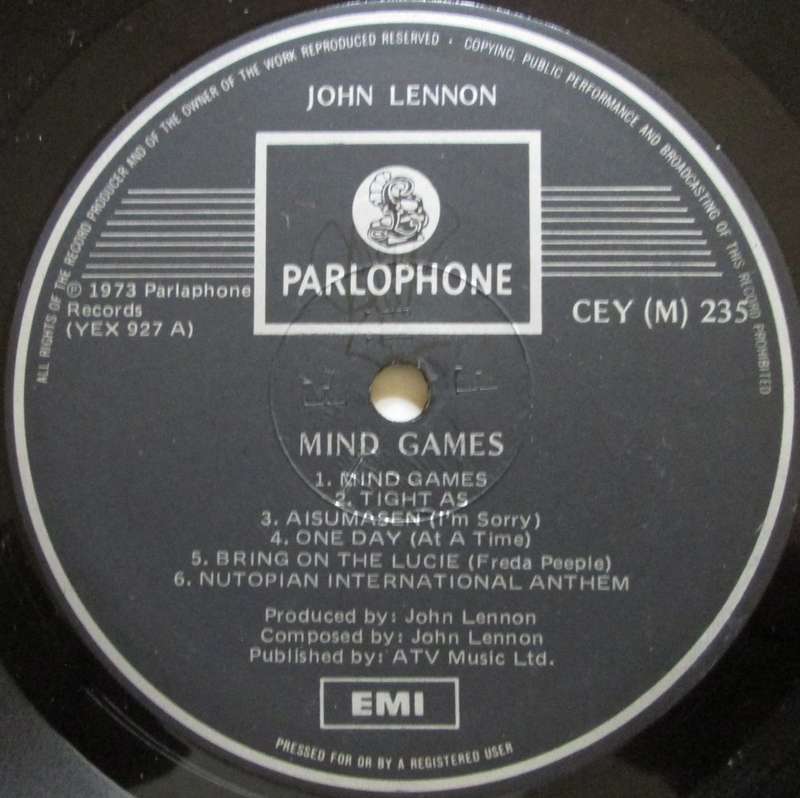 ALL RIGHTS OF THE RECORD PRODUCER AND OF THE OWNER OF THE WORK REPRODUCED RESERVED · COPYING, PUBLIC PERFORMANCE AND BROADCASTING OF THIS RECORD PROHIBITED
JOHN LENNON
PARLOPHONE
℗ 1973 Parlaphone
Records
(YEX 927 A)
CEY (M) 235
MIND GAMES
1. MIND GAMES
2. TIGHT AS
3. AISUMASEN (I'm Sorry)
4. ONE DAY (At A Time)
5. BRING ON THE LUCIE (Freda Peeple)
6. NUTOPIAN INTERNATIONAL ANTHEM
Produced by: John Lennon
Composed by: John Lennon
Published by: ATV Music Ltd.
EMI
PRESSED FOR OR BY A REGISTERED USER